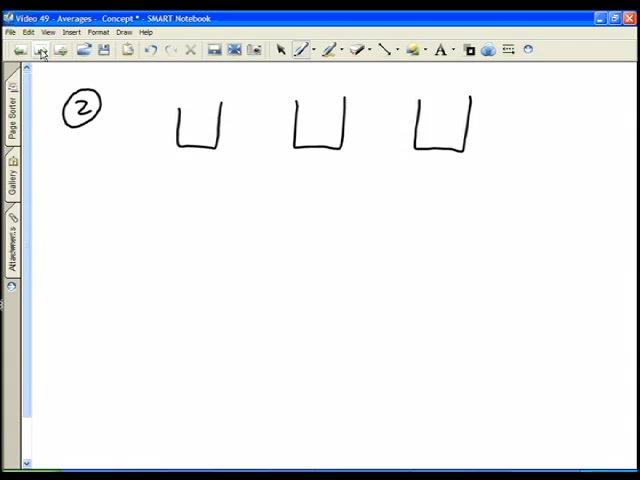 Video 49 - Averages - Concept * - SMART Notebook
File Edit View Insert Format Draw Help
2
Page Sorter
Gallery
Attachments